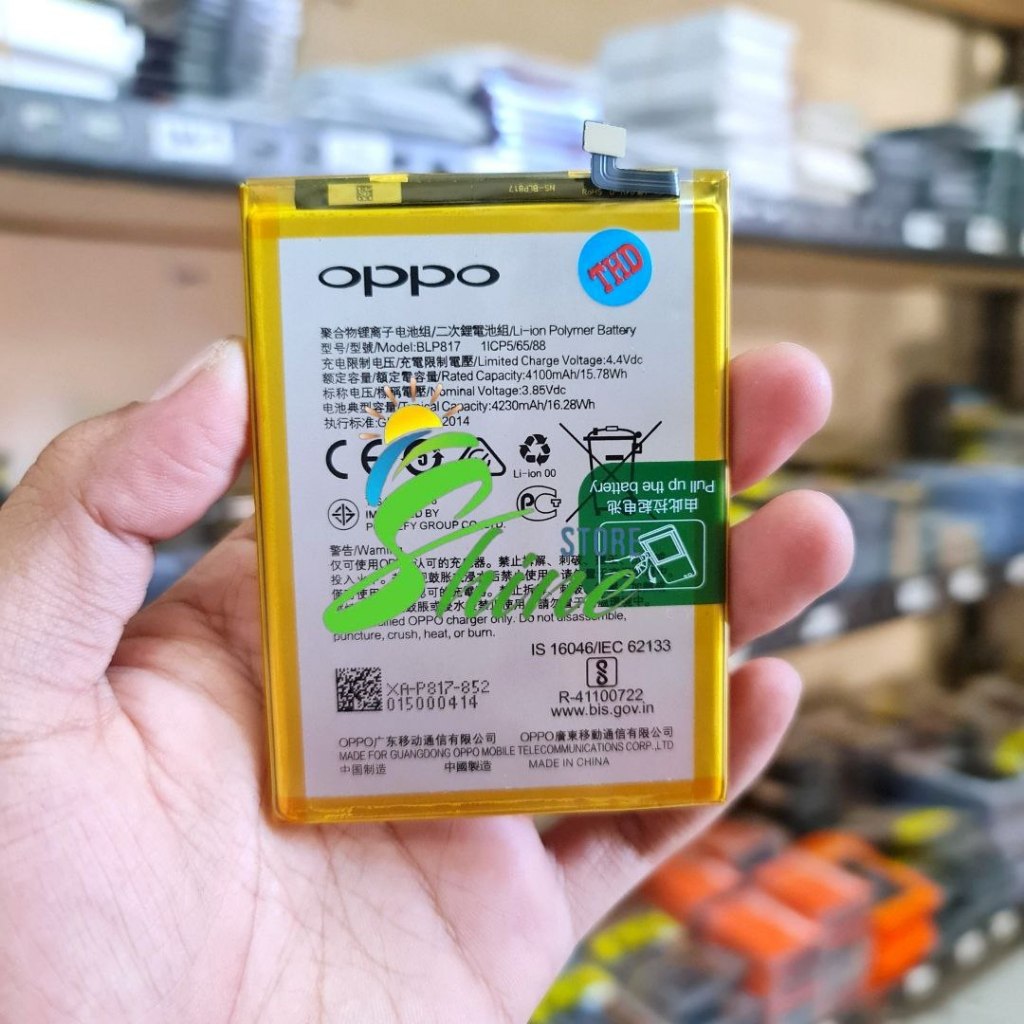 NS-BLP817
oppo
THD
聚合物锂离子电池组/二次鋰電池組/Li-ion Polymer Battery
型号/型號/Model:BLP817 1ICP5/65/88
充电限制电压/充電限制電壓/Limited Charge Voltage:4.4Vdc
额定容量/額定電容量/Rated Capacity:4100mAh/15.78Wh
标称电压/標稱電壓/Nominal Voltage:3.85Vdc
电池典型容量/Typical Capacity:4230mAh/16.28Wh
执行标准:G 2014
CE
Li-ion 00
由此拉起电池
Pull up the battery
BY
GROUP CO.,LTD.
STORE
Shine
警告/Warning
OPPO charger only. Do not disassemble,
puncture, crush, heat, or burn.
IS 16046/IEC 62133
R-41100722
www.bis.gov.in
XA-P817-852
015000414
OPPO广东移动通信有限公司 OPPO廣東移動通信有限公司
MADE FOR GUANGDONG OPPO MOBILE TELECOMMUNICATIONS CORP.,LTD
中国制造 中國製造 MADE IN CHINA